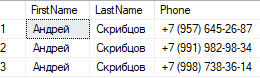 FirstName LastName Phone
1 Андрей Скрибцов +7 (957) 645-26-87
2 Андрей Скрибцов +7 (991) 982-98-34
3 Андрей Скрибцов +7 (998) 738-36-14